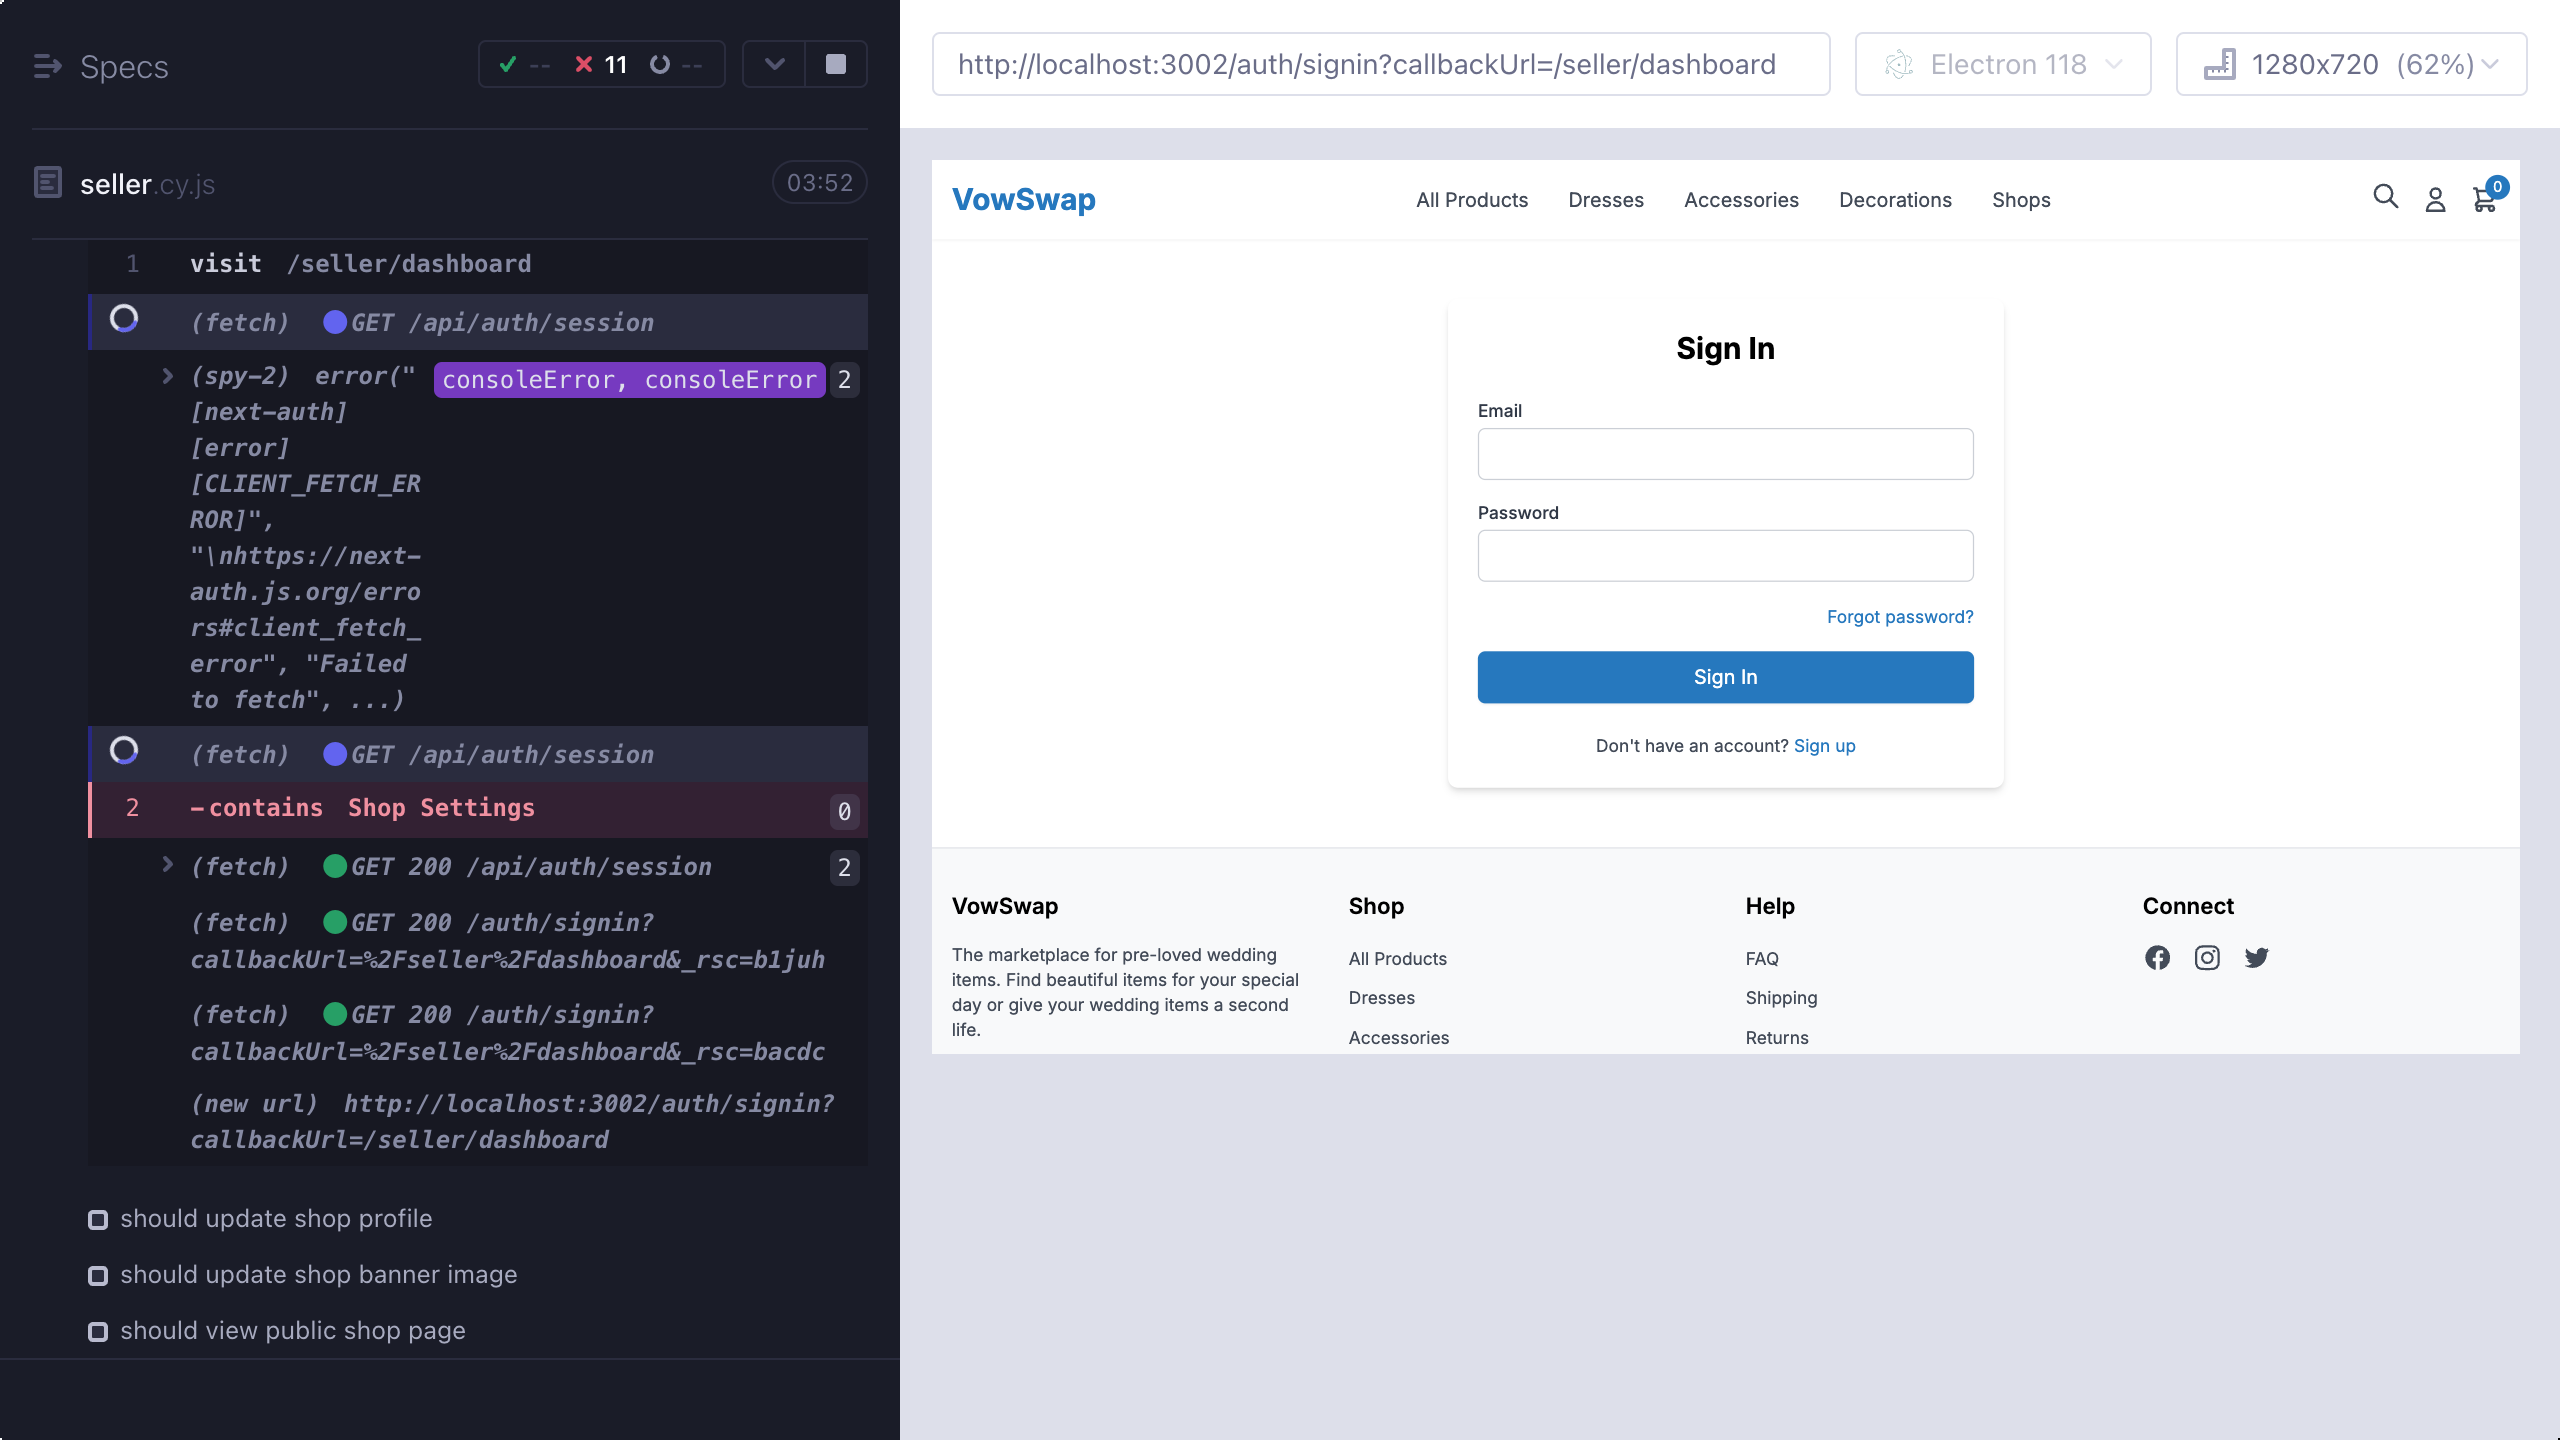 Specs
-- 11 --
seller.cy.js
03:52
1 visit /seller/dashboard
(fetch) GET /api/auth/session
(spy-2) error(" consoleError, consoleError 2
[next-auth]
[error]
[CLIENT_FETCH_ER
ROR]",
"\nhttps://next-
auth.js.org/erro
rs#client_fetch_
error", "Failed
to fetch", ...)
(fetch) GET /api/auth/session
2 -contains Shop Settings 0
(fetch) GET 200 /api/auth/session 2
(fetch) GET 200 /auth/signin?
callbackUrl=%2Fseller%2Fdashboard&_rsc=b1juh
(fetch) GET 200 /auth/signin?
callbackUrl=%2Fseller%2Fdashboard&_rsc=bacdc
(new url) http://localhost:3002/auth/signin?
callbackUrl=/seller/dashboard
should update shop profile
should update shop banner image
should view public shop page
http://localhost:3002/auth/signin?callbackUrl=/seller/dashboard
Electron 118
1280x720 (62%)
VowSwap
All Products Dresses Accessories Decorations Shops
0
Sign In
Email
Password
Forgot password?
Sign In
Don't have an account? Sign up
VowSwap
The marketplace for pre-loved wedding
items. Find beautiful items for your special
day or give your wedding items a second
life.
Shop
All Products
Dresses
Accessories
Help
FAQ
Shipping
Returns
Connect